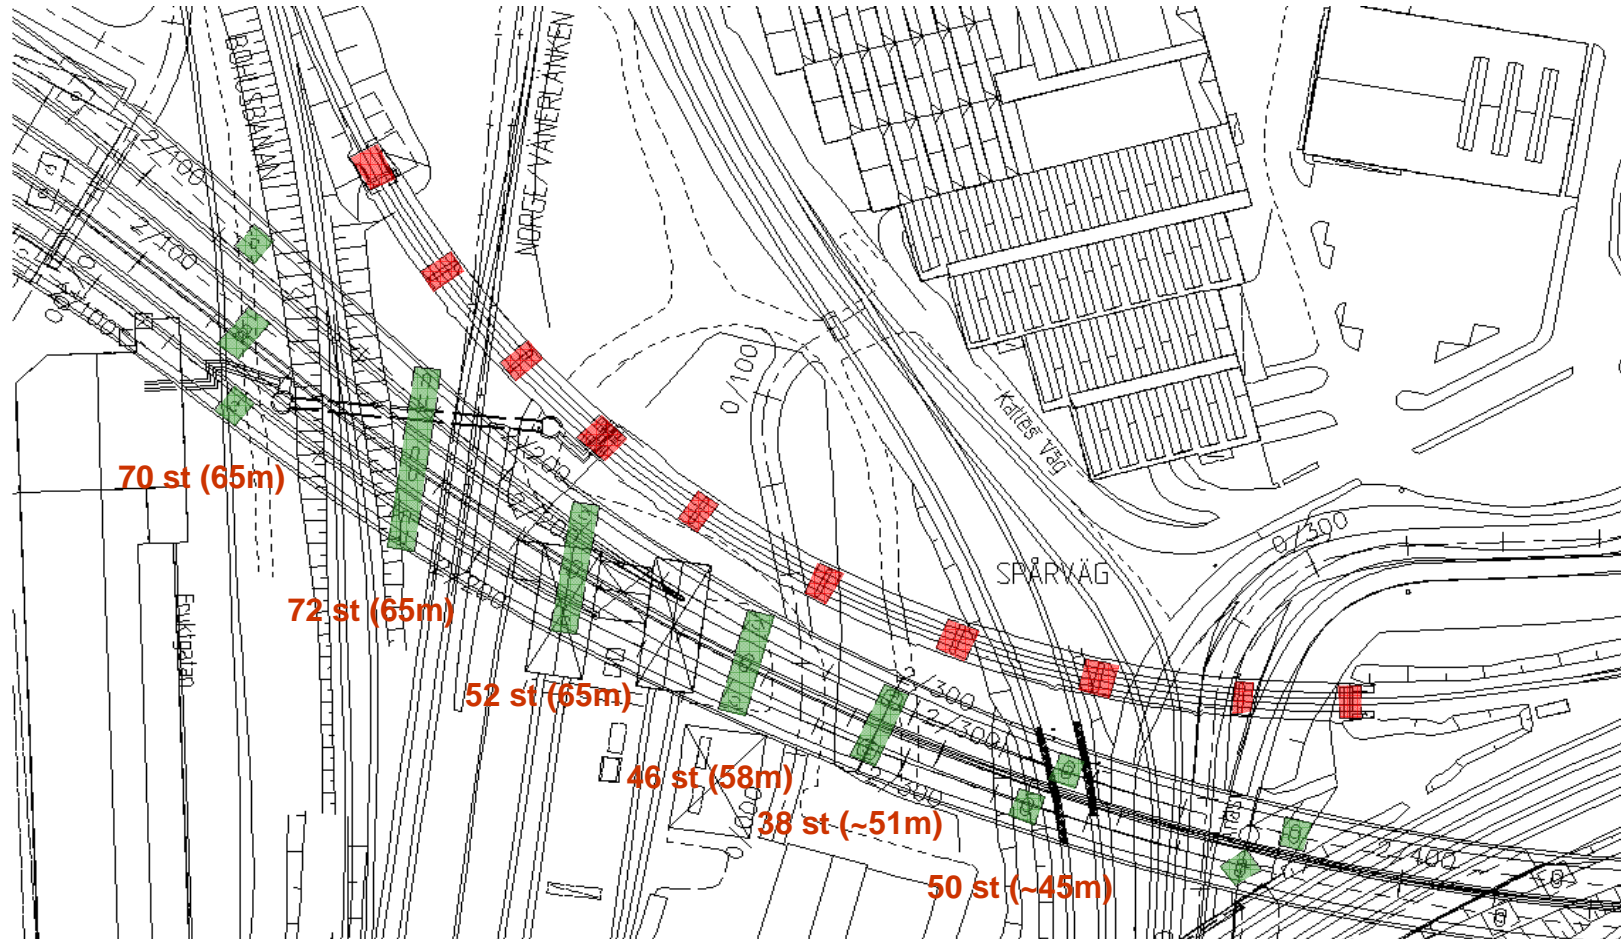 BOHUSBANAN
NORGE/VÄNERLÄNKEN
2/100
2/100
0/100
Kattes Väg
70 st (65m)
0/300
SPÅRVÄG
72 st (65m)
Fruktgatan
52 st (65m)
2/300
2/300
46 st (58m)
38 st (~51m)
2/400
50 st (~45m)